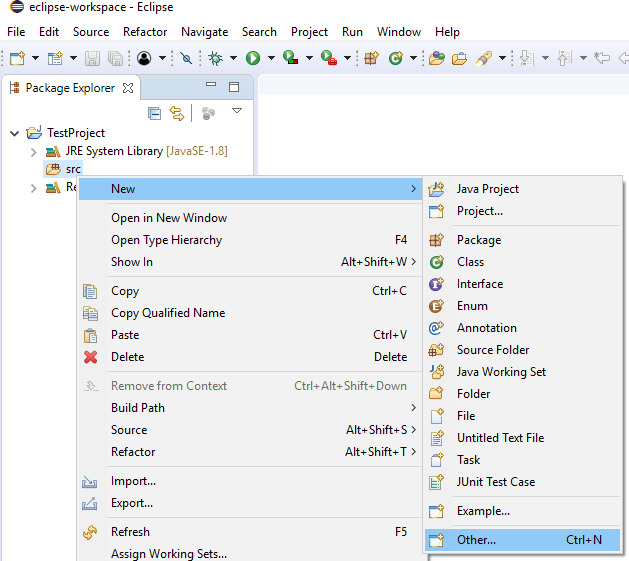 eclipse-workspace - Eclipse
File Edit Source Refactor Navigate Search Project Run Window Help
Package Explorer
TestProject
JRE System Library [JavaSE-1.8]
src
Re
New
Open in New Window
Open Type Hierarchy F4
Show In Alt+Shift+W
Copy Ctrl+C
Copy Qualified Name
Paste Ctrl+V
Delete Delete
Remove from Context Ctrl+Alt+Shift+Down
Build Path
Source Alt+Shift+S
Refactor Alt+Shift+T
Import...
Export...
Refresh F5
Assign Working Sets...
Java Project
Project...
Package
Class
Interface
Enum
Annotation
Source Folder
Java Working Set
Folder
File
Untitled Text File
Task
JUnit Test Case
Example...
Other... Ctrl+N